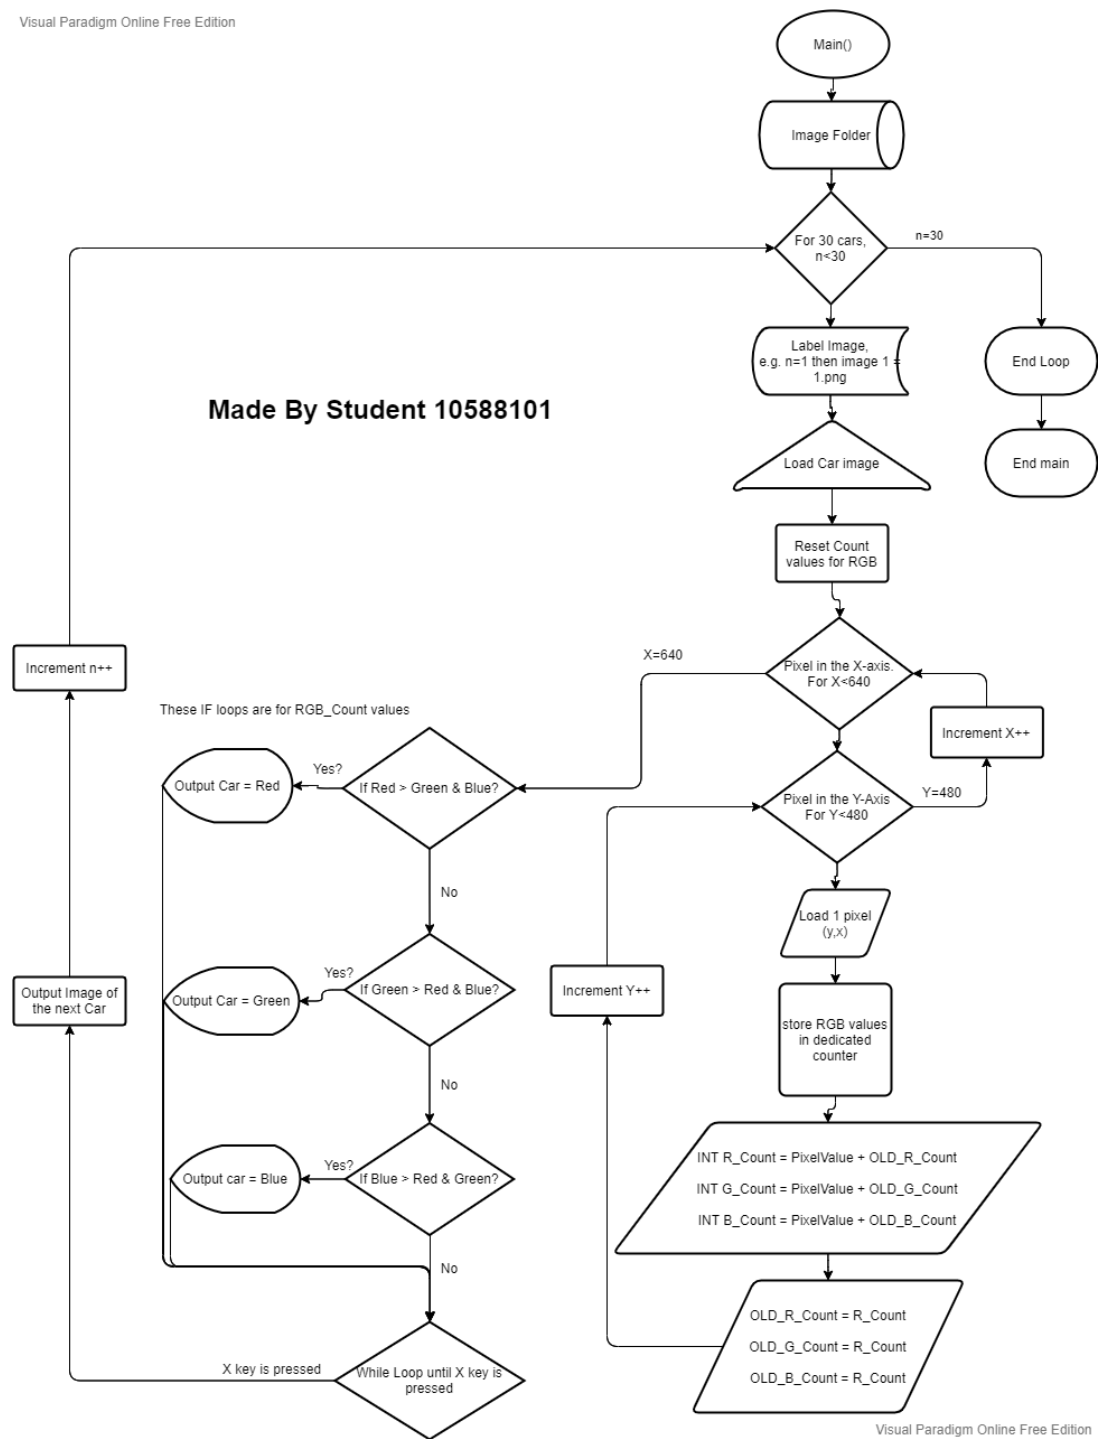 Visual Paradigm Online Free Edition
Main()
Image Folder
For 30 cars,
n<30
n=30
Label Image,
e.g. n=1 then image 1 =
1.png
End Loop
Made By Student 10588101
Load Car image
End main
Reset Count
values for RGB
X=640
Pixel in the X-axis.
For X<640
Increment n++
These IF loops are for RGB_Count values
Increment X++
Yes?
Output Car = Red
If Red > Green & Blue?
Pixel in the Y-Axis
For Y<480
Y=480
No
Load 1 pixel
(y,x)
Yes?
Output Image of
the next Car
Output Car = Green
If Green > Red & Blue?
Increment Y++
store RGB values
in dedicated
counter
No
INT R_Count = PixelValue + OLD_R_Count
INT G_Count = PixelValue + OLD_G_Count
INT B_Count = PixelValue + OLD_B_Count
Yes?
Output car = Blue
If Blue > Red & Green?
No
OLD_R_Count = R_Count
OLD_G_Count = R_Count
OLD_B_Count = R_Count
X key is pressed
While Loop until X key is
pressed
Visual Paradigm Online Free Edition